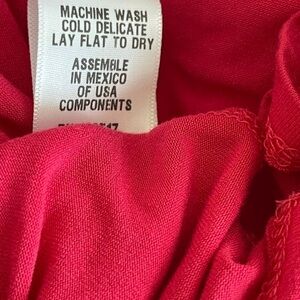 MACHINE WASH
COLD DELICATE
LAY FLAT TO DRY
ASSEMBLE
IN MEXICO
OF USA
COMPONENTS